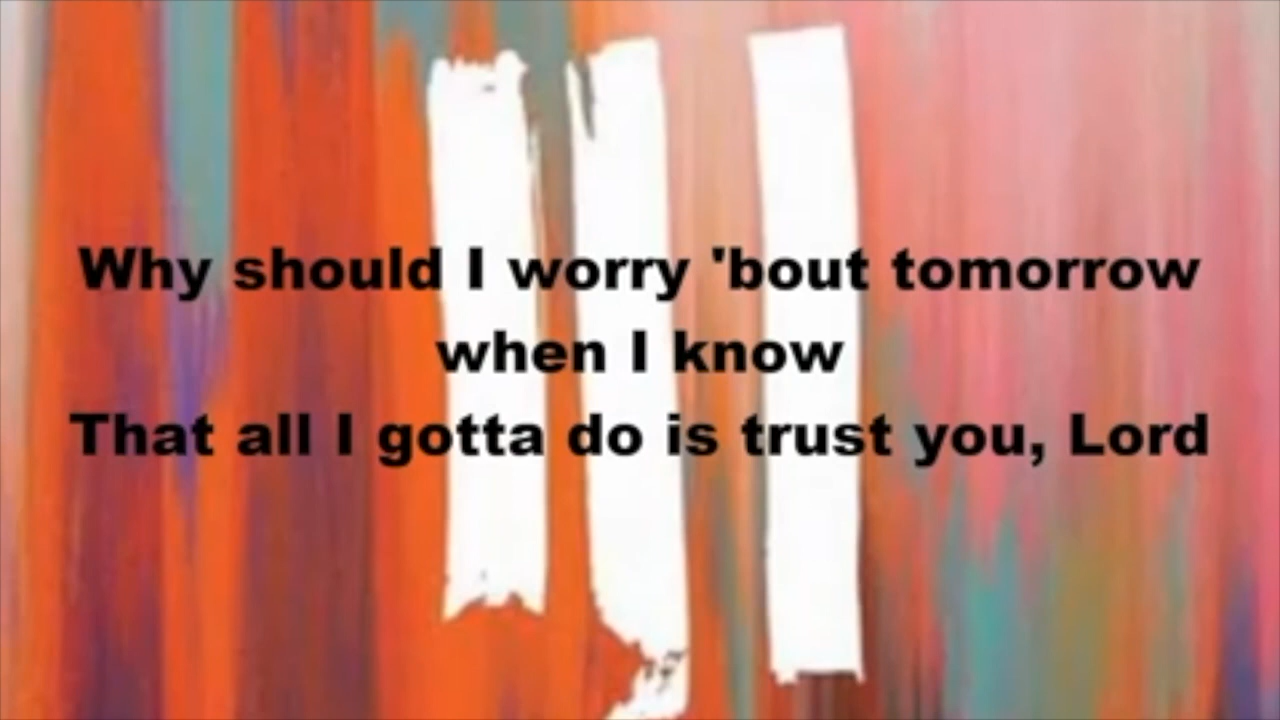 Why should I worry 'bout tomorrow
when I know
That all I gotta do is trust you, Lord